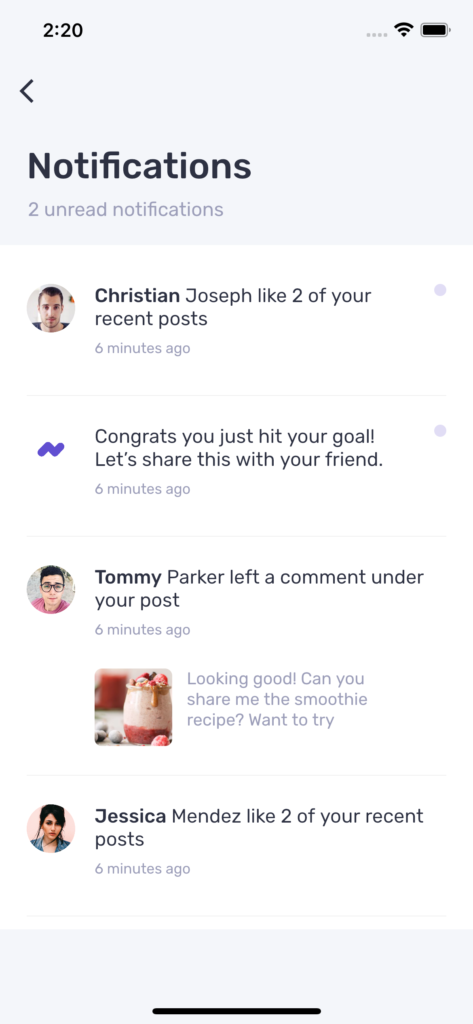 2:20
Notifications
2 unread notifications
Christian Joseph like 2 of your
recent posts
6 minutes ago
Congrats you just hit your goal!
Let’s share this with your friend.
6 minutes ago
Tommy Parker left a comment under
your post
6 minutes ago
Looking good! Can you
share me the smoothie
recipe? Want to try
Jessica Mendez like 2 of your recent
posts
6 minutes ago